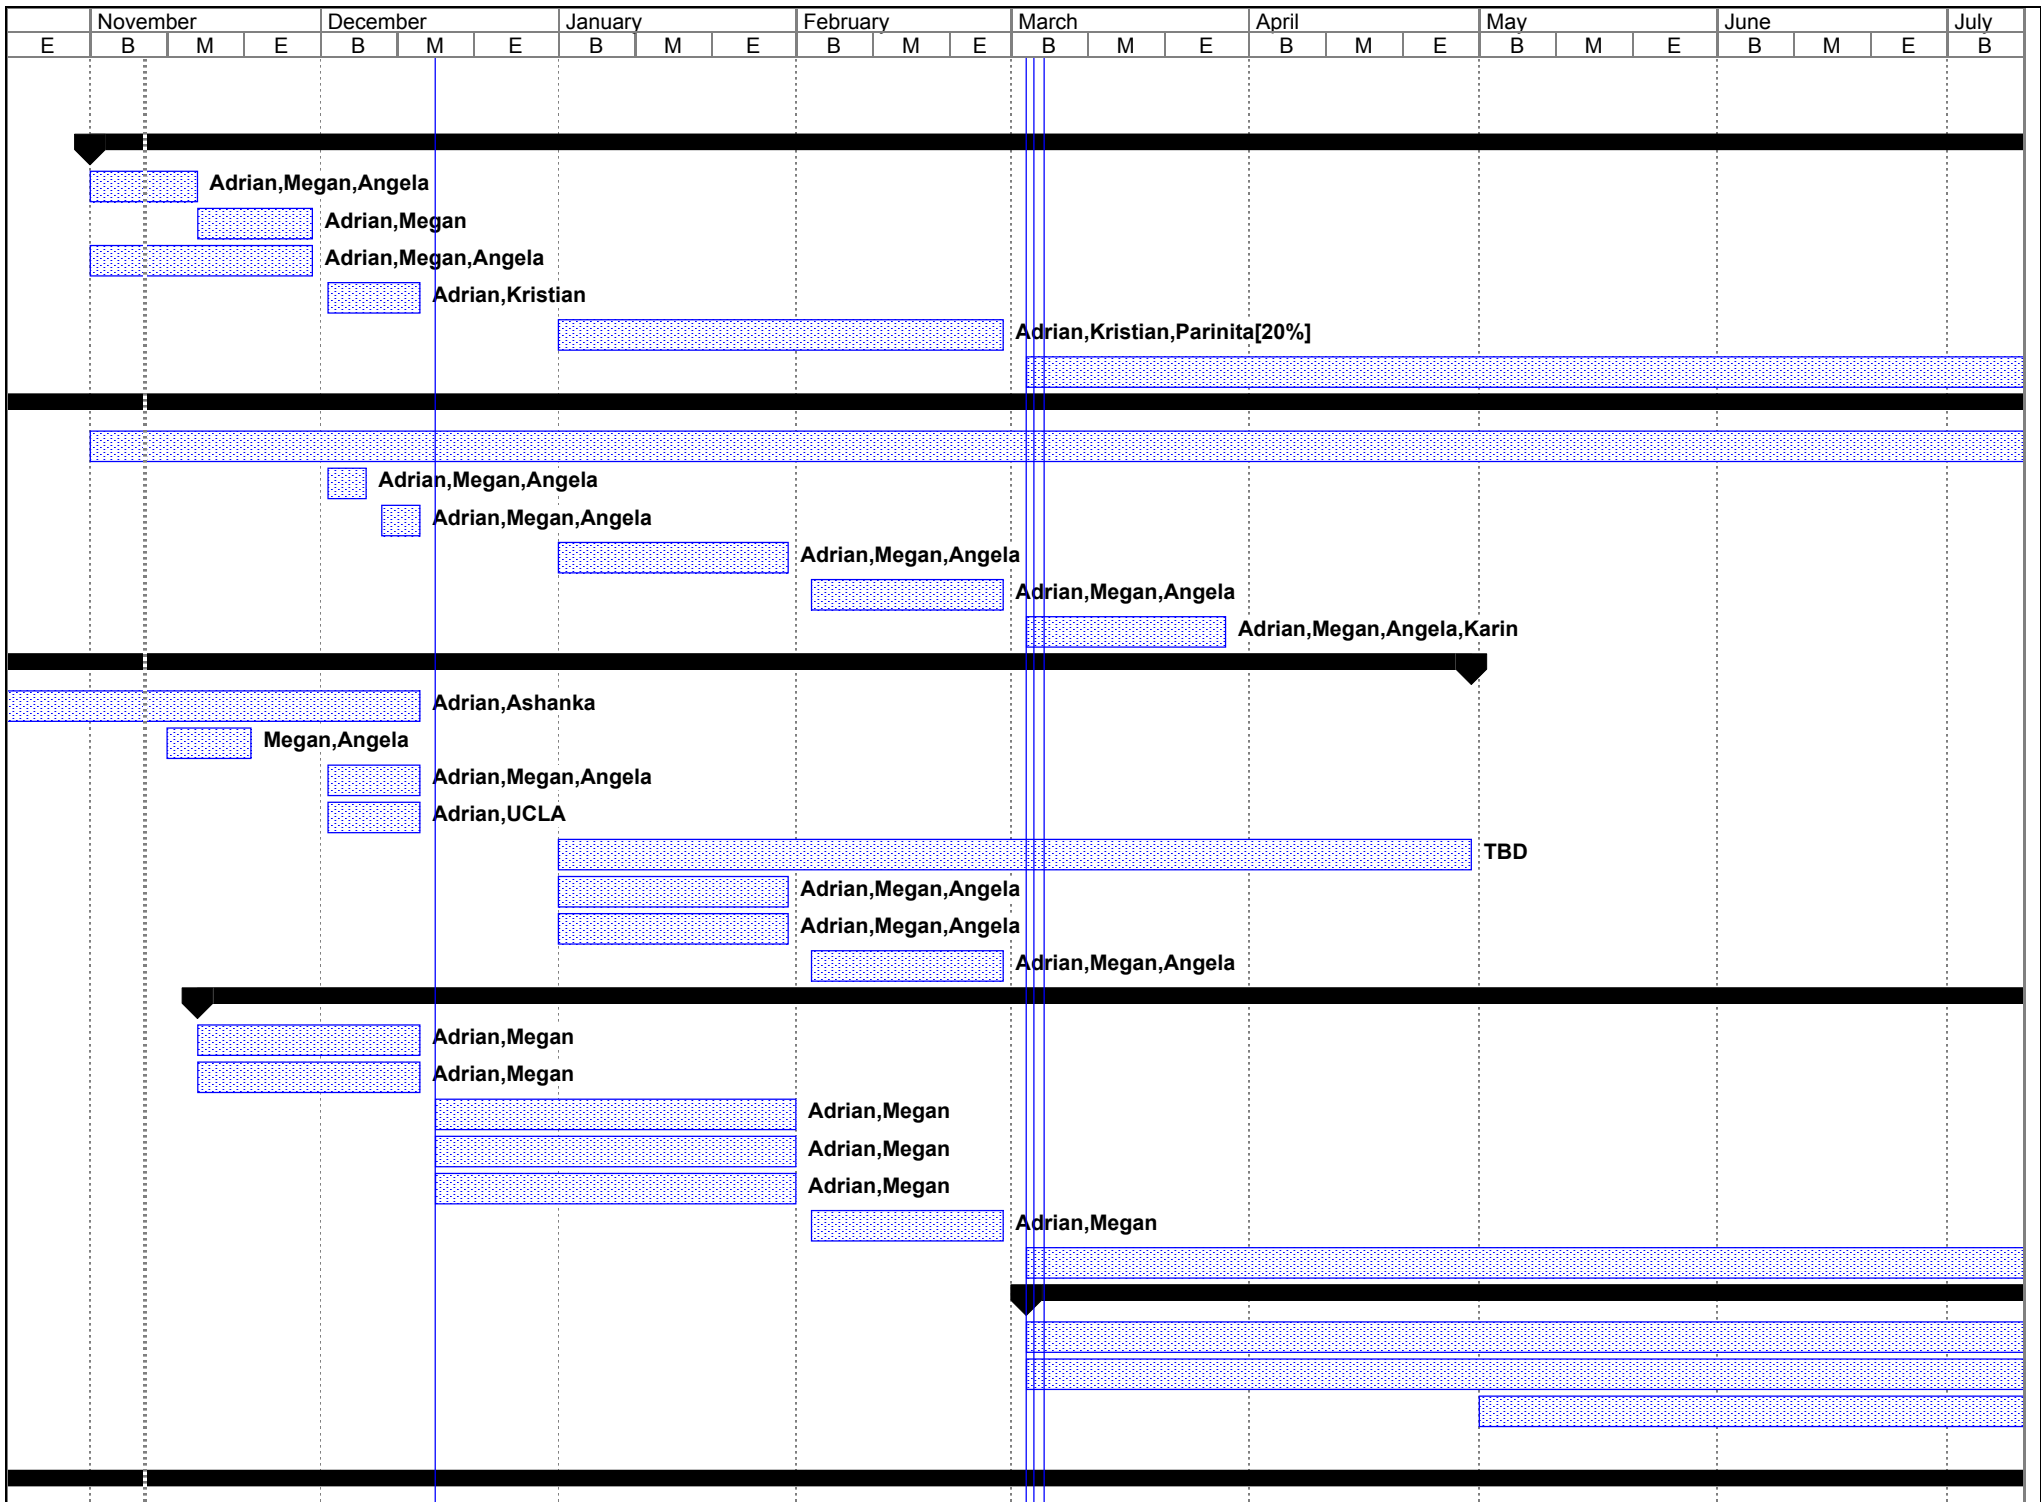 November December January February March April May June July
E B M E B M E B M E B M E B M E B M E B M E B M E B
Adrian,Megan,Angela
Adrian,Megan
Adrian,Megan,Angela
Adrian,Kristian
Adrian,Kristian,Parinita[20%]
Adrian,Megan,Angela
Adrian,Megan,Angela
Adrian,Megan,Angela
Adrian,Megan,Angela
Adrian,Megan,Angela,Karin
Adrian,Ashanka
Megan,Angela
Adrian,Megan,Angela
Adrian,UCLA
TBD
Adrian,Megan,Angela
Adrian,Megan,Angela
Adrian,Megan,Angela
Adrian,Megan
Adrian,Megan
Adrian,Megan
Adrian,Megan
Adrian,Megan
Adrian,Megan